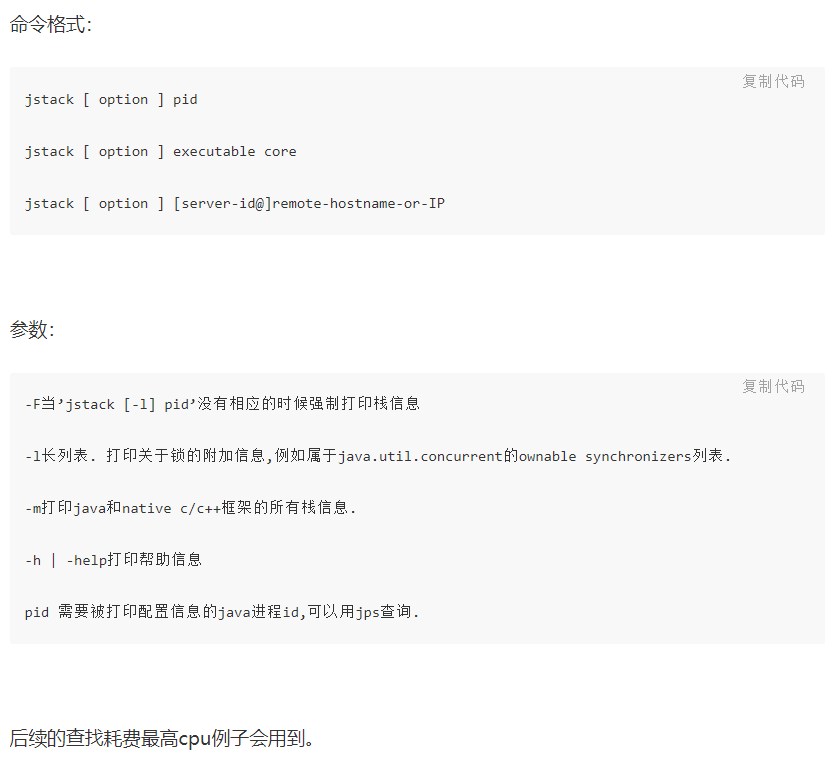 命令格式:
复制代码
jstack [ option ] pid
jstack [ option ] executable core
jstack [ option ] [server-id@]remote-hostname-or-IP
参数:
复制代码
-F当’jstack [-l] pid’没有相应的时候强制打印栈信息
-l长列表. 打印关于锁的附加信息,例如属于java.util.concurrent的ownable synchronizers列表.
-m打印java和native c/c++框架的所有栈信息.
-h | -help打印帮助信息
pid 需要被打印配置信息的java进程id,可以用jps查询.
后续的查找耗费最高cpu例子会用到。